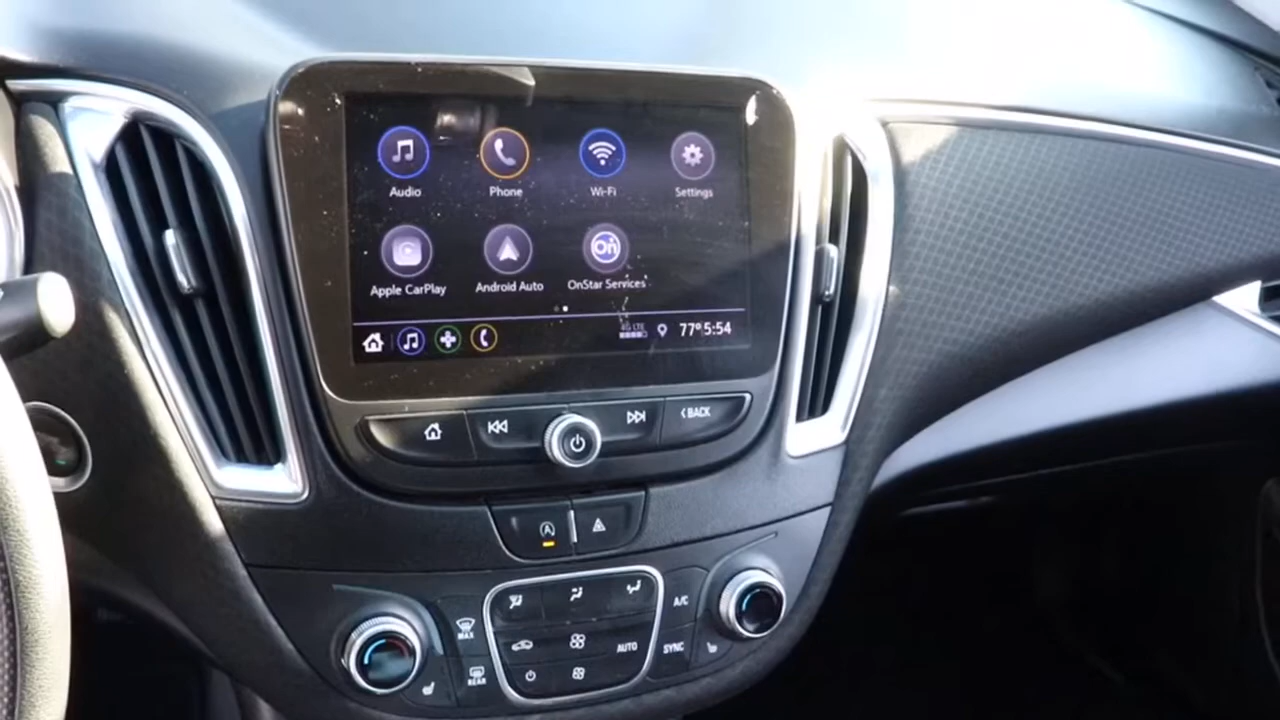 Audio Phone Wi-Fi Settings
Apple CarPlay Android Auto OnStar Services
On
4G LTE
77° 5:54
BACK
A
MAX
A/C
AUTO
SYNC
REAR